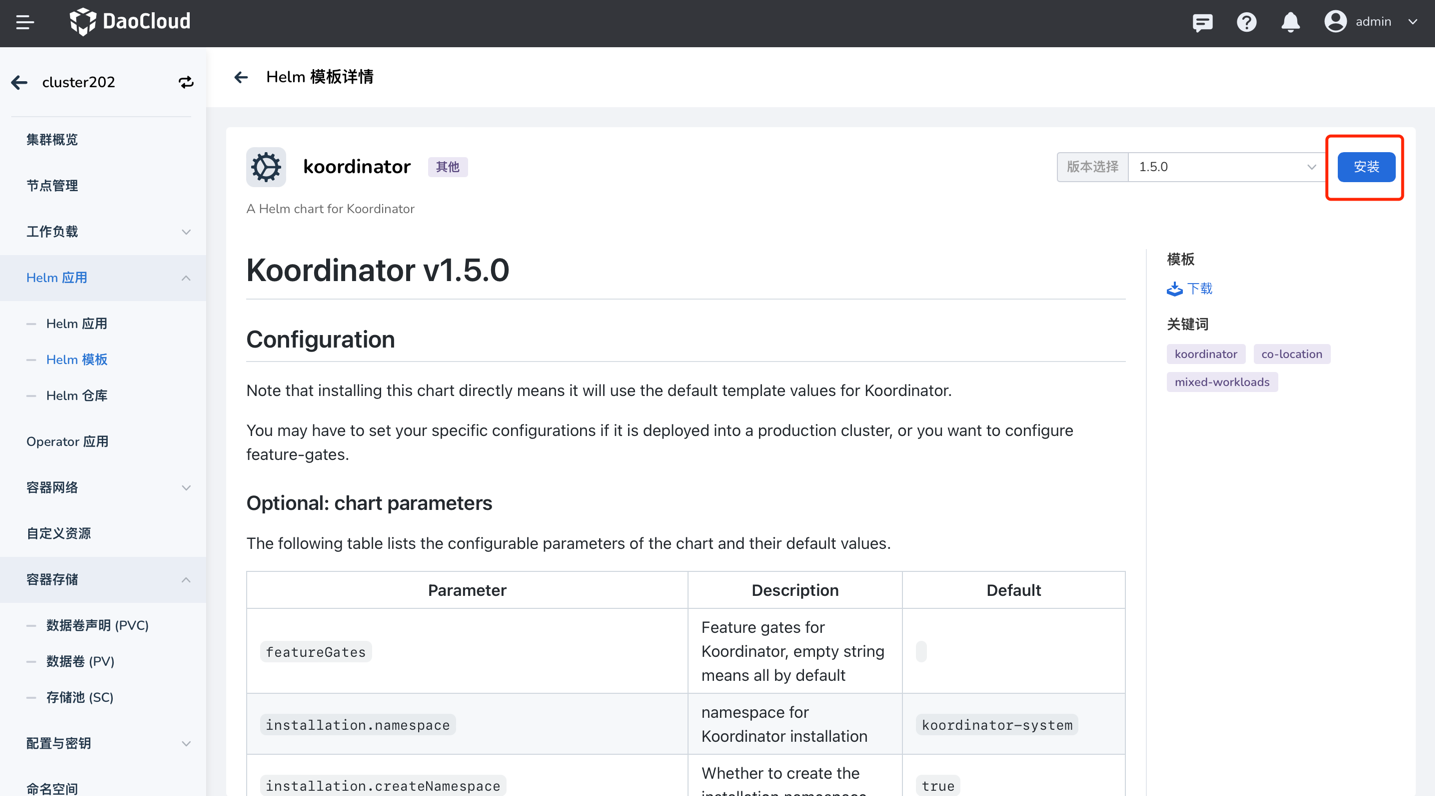 DaoCloud
admin
cluster202
集群概览
节点管理
工作负载
Helm 应用
Helm 应用
Helm 模板
Helm 仓库
Operator 应用
容器网络
自定义资源
容器存储
数据卷声明 (PVC)
数据卷 (PV)
存储池 (SC)
配置与密钥
命名空间
Helm 模板详情
koordinator
其他
版本选择
1.5.0
安装
A Helm chart for Koordinator
Koordinator v1.5.0
Configuration
Note that installing this chart directly means it will use the default template values for Koordinator.
You may have to set your specific configurations if it is deployed into a production cluster, or you want to configure
feature-gates.
Optional: chart parameters
The following table lists the configurable parameters of the chart and their default values.
Parameter Description Default
featureGates
Feature gates for
Koordinator, empty string
means all by default
installation.namespace
namespace for
Koordinator installation
koordinator-system
installation.createNamespace
Whether to create the
installation namespace
true
模板
下载
关键词
koordinator co-location
mixed-workloads